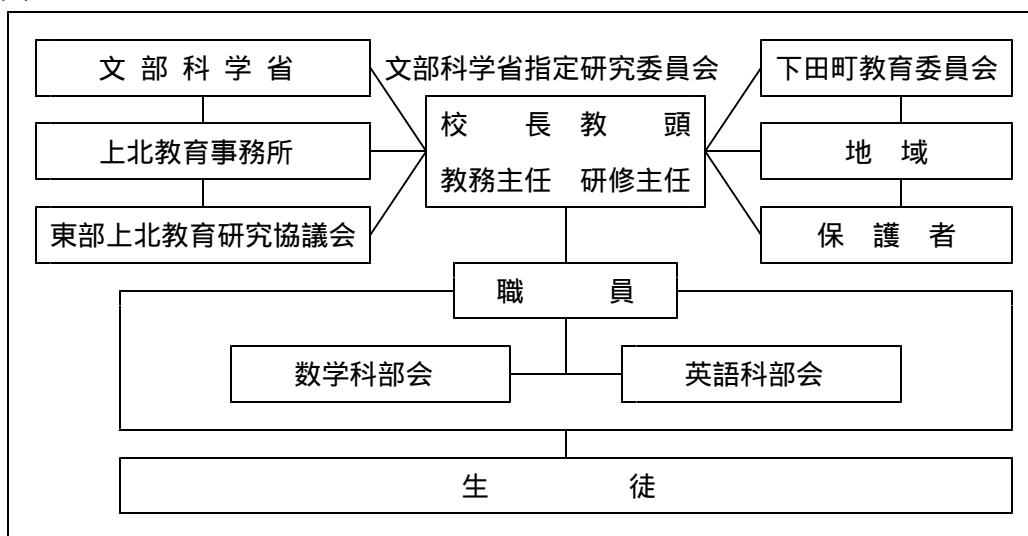 文部科学省 文部科学省指定研究委員会 下田町教育委員会
校 長 教 頭
上北教育事務所 地 域
教務主任 研修主任
東部上北教育研究協議会 保 護 者
職 員
数学科部会 英語科部会
生 徒